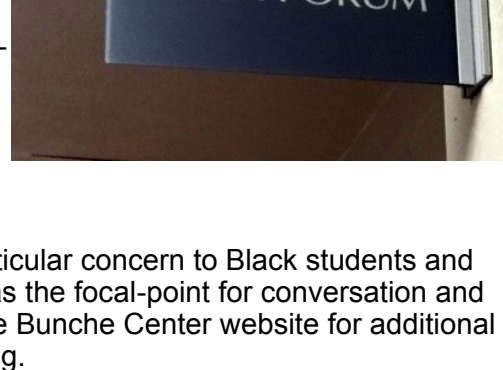 FORUM
ticular concern to Black students and
as the focal-point for conversation and
e Bunche Center website for additional
g.